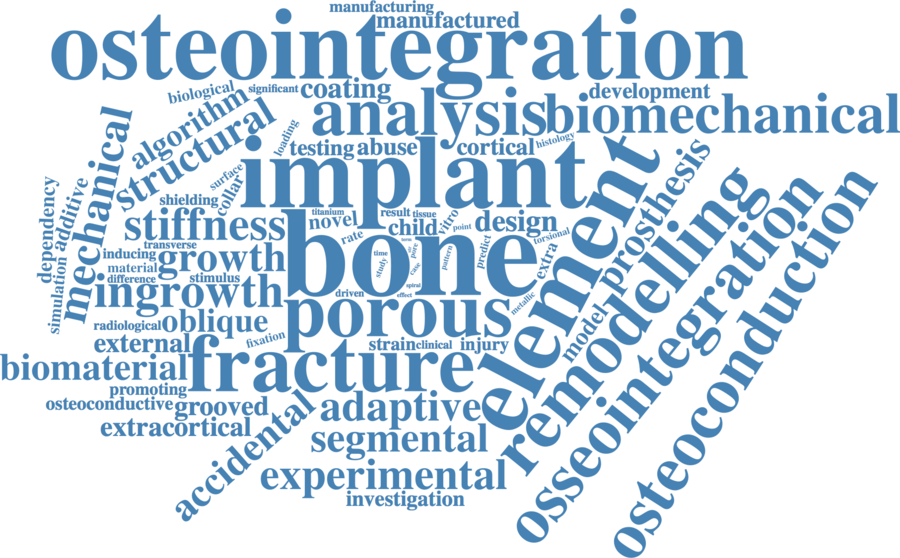 manufacturing
manufactured
osteointegration
biological
significant
coating
development
algorithm
analysis
biomechanical
structural
loading
testing
abuse
cortical
histology
mechanical
implant
element
prosthesis
surface
collar
shielding
dependency
additive
simulation
stiffness
titanium
novel
result
tissue
child
vitro
point
design
rate
bone
time
study
term
pore
case
spiral
effect
pattern
predict
torsional
extra
transverse
inducing
growth
material
difference
stimulus
ingrowth
driven
porous
metallic
model
remodelling
osseointegration
osteoconduction
radiological
oblique
external
fixation
strain
clinical
injury
biomaterial
fracture
promoting
osteoconductive
grooved
adaptive
extracortical
accidental
segmental
experimental
investigation